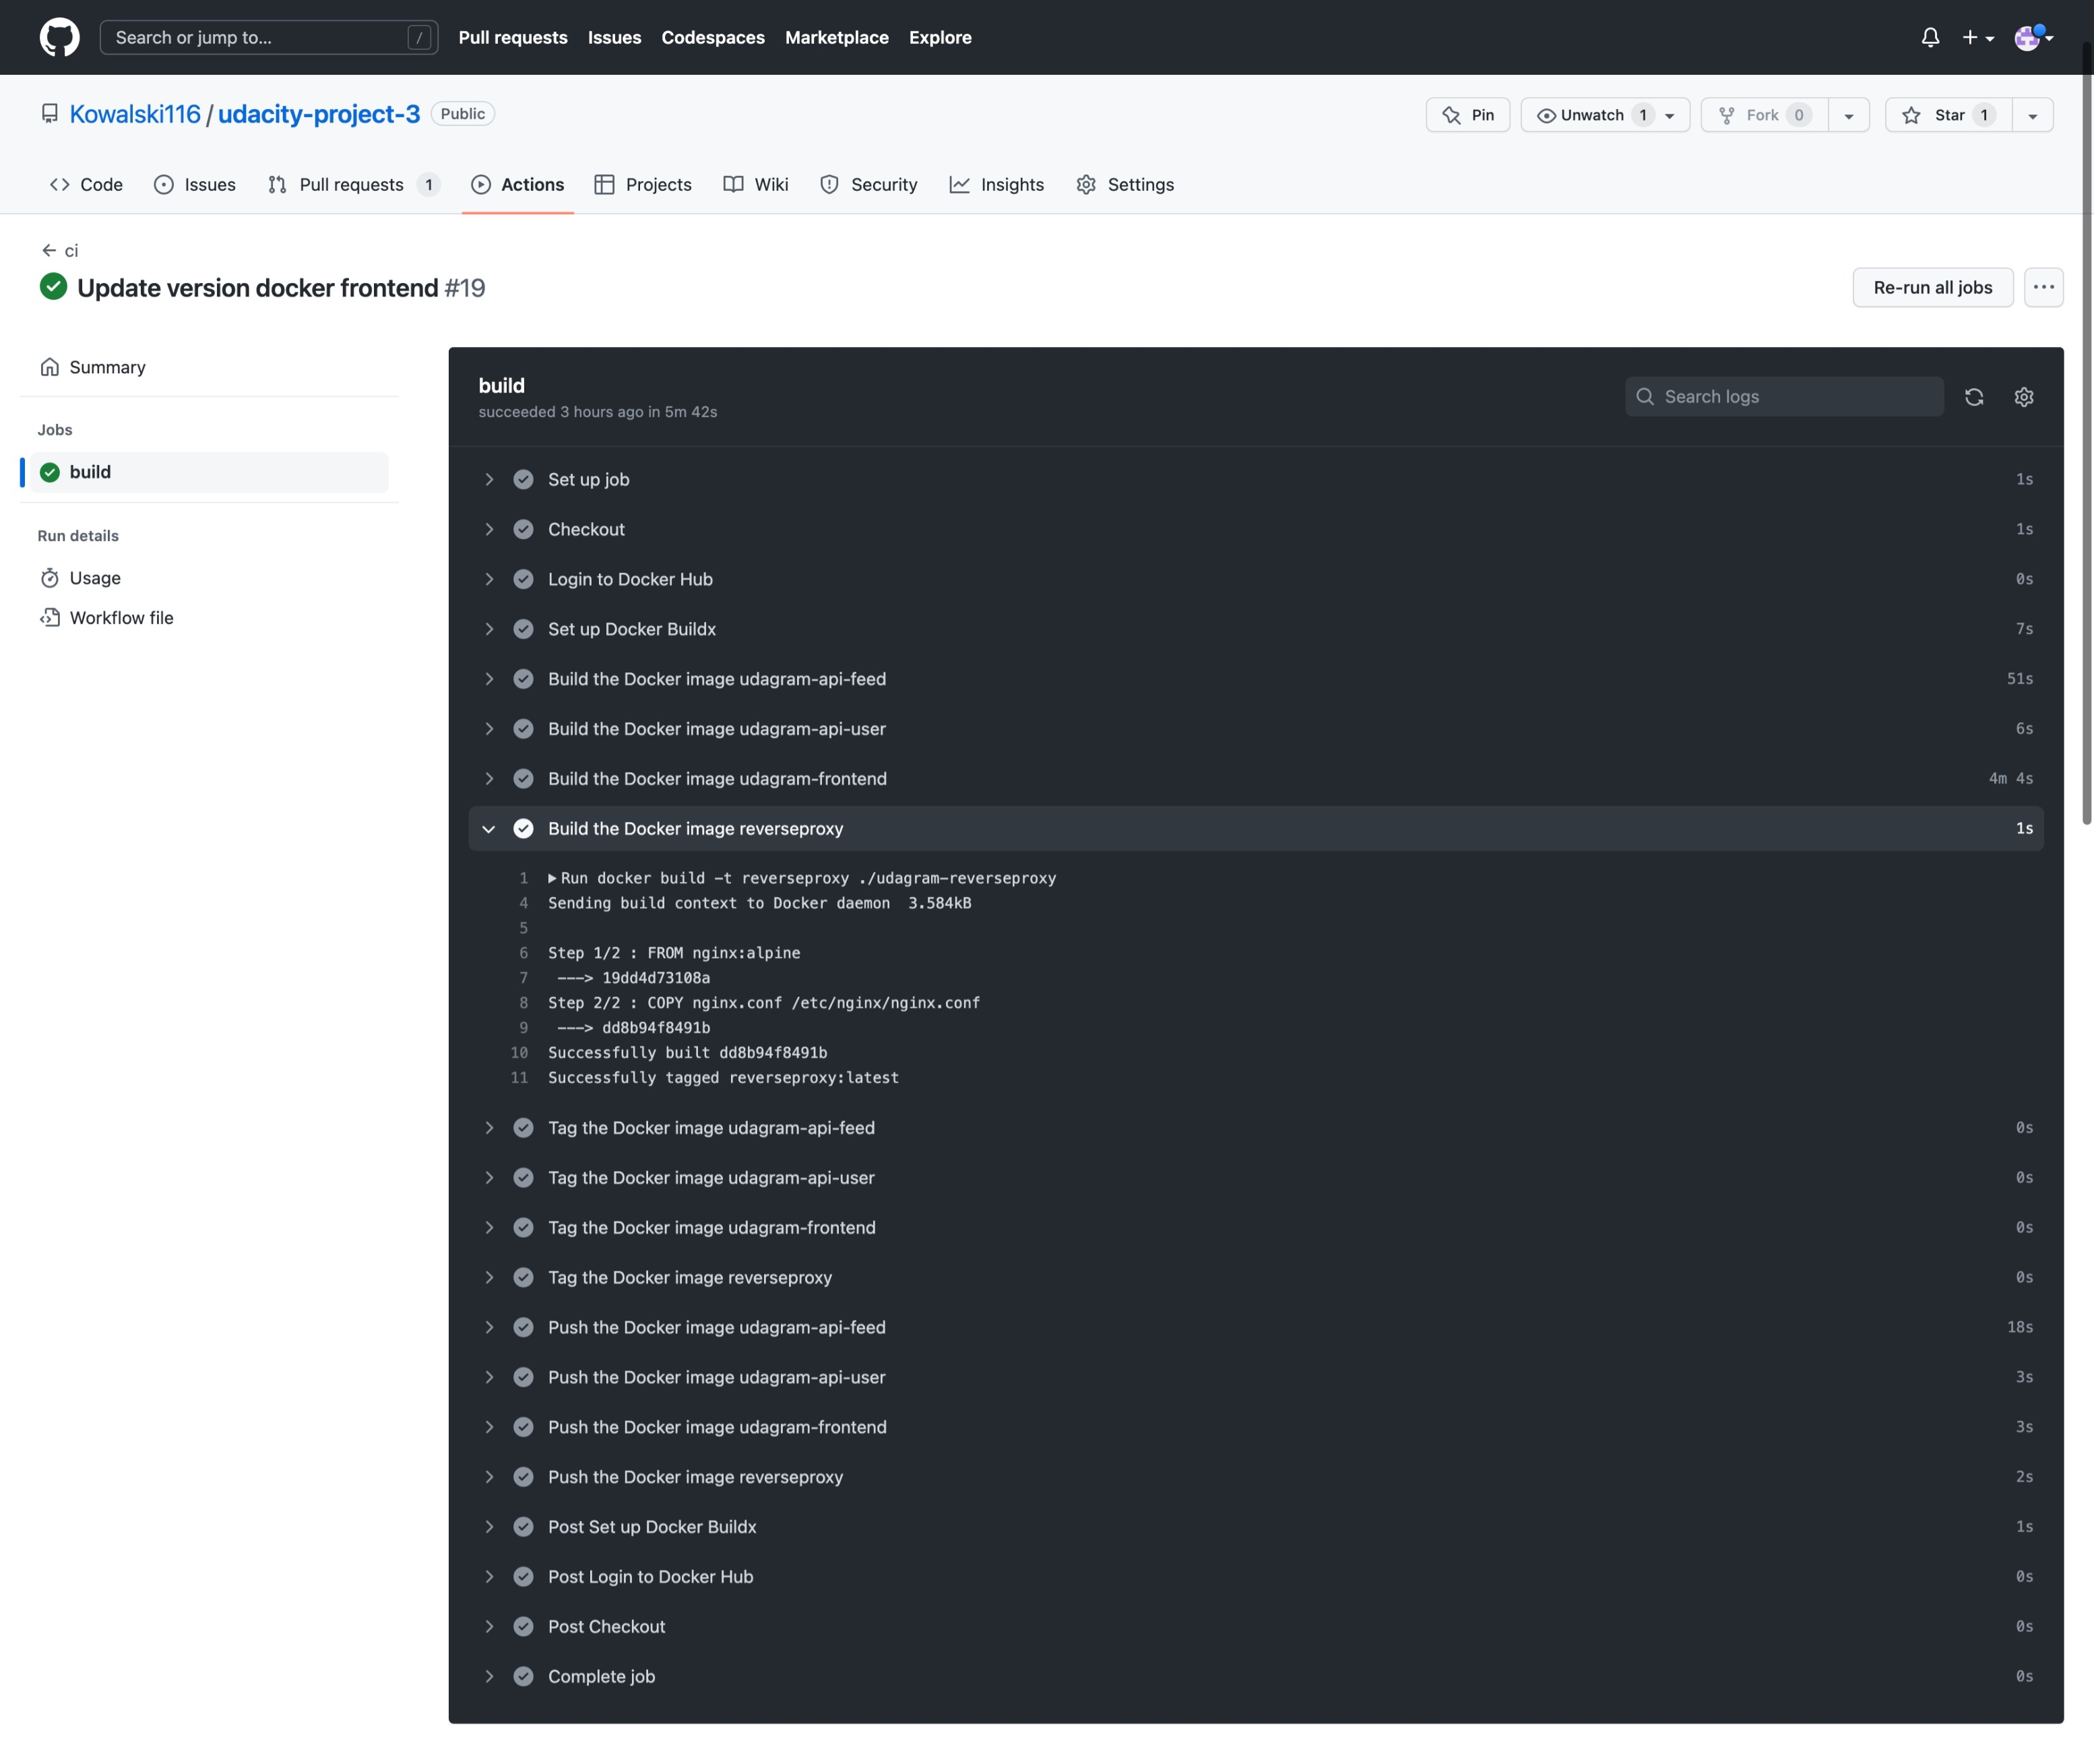 Search or jump to... / Pull requests Issues Codespaces Marketplace Explore
Kowalski116 / udacity-project-3 Public Pin Unwatch 1 Fork 0 Star 1
Code Issues Pull requests 1 Actions Projects Wiki Security Insights Settings
ci
Update version docker frontend #19 Re-run all jobs
Summary
Jobs
build
Run details
Usage
Workflow file
build
succeeded 3 hours ago in 5m 42s
Search logs
Set up job 1s
Checkout 1s
Login to Docker Hub 0s
Set up Docker Buildx 7s
Build the Docker image udagram-api-feed 51s
Build the Docker image udagram-api-user 6s
Build the Docker image udagram-frontend 4m 4s
Build the Docker image reverseproxy 1s
1 Run docker build -t reverseproxy ./udagram-reverseproxy
4 Sending build context to Docker daemon 3.584kB
5
6 Step 1/2 : FROM nginx:alpine
7 ---> 19dd4d73108a
8 Step 2/2 : COPY nginx.conf /etc/nginx/nginx.conf
9 ---> dd8b94f8491b
10 Successfully built dd8b94f8491b
11 Successfully tagged reverseproxy:latest
Tag the Docker image udagram-api-feed 0s
Tag the Docker image udagram-api-user 0s
Tag the Docker image udagram-frontend 0s
Tag the Docker image reverseproxy 0s
Push the Docker image udagram-api-feed 18s
Push the Docker image udagram-api-user 3s
Push the Docker image udagram-frontend 3s
Push the Docker image reverseproxy 2s
Post Set up Docker Buildx 1s
Post Login to Docker Hub 0s
Post Checkout 0s
Complete job 0s